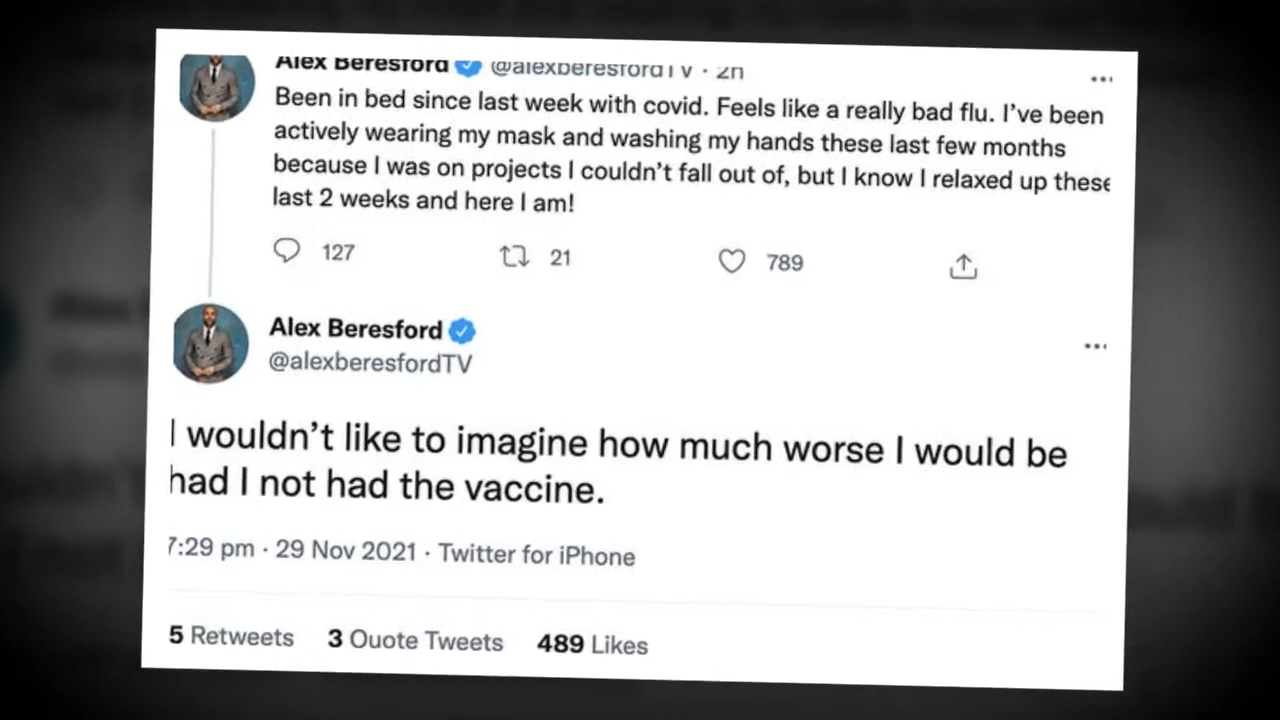 Alex Beresford @alexberesfordTV · 2h
Been in bed since last week with covid. Feels like a really bad flu. I’ve been
actively wearing my mask and washing my hands these last few months
because I was on projects I couldn’t fall out of, but I know I relaxed up these
last 2 weeks and here I am!
127 21 789
Alex Beresford
@alexberesfordTV
I wouldn’t like to imagine how much worse I would be
had I not had the vaccine.
7:29 pm · 29 Nov 2021 · Twitter for iPhone
5 Retweets 3 Quote Tweets 489 Likes